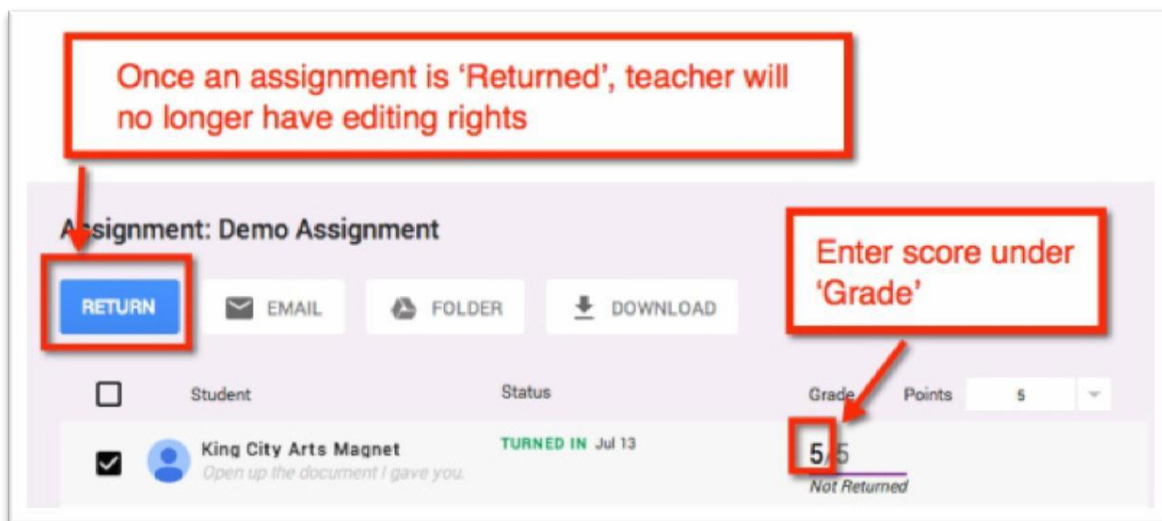 Once an assignment is ‘Returned’, teacher will
no longer have editing rights
Assignment: Demo Assignment
Enter score under
‘Grade’
RETURN EMAIL FOLDER DOWNLOAD
Student Status Grade Points 5
King City Arts Magnet TURNED IN Jul 13 5/5
Open up the document I gave you. Not Returned